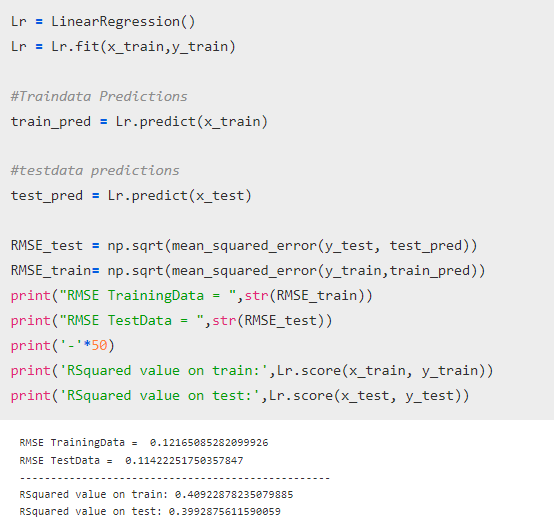 Lr = LinearRegression()
Lr = Lr.fit(x_train,y_train)
#Traindata Predictions
train_pred = Lr.predict(x_train)
#testdata predictions
test_pred = Lr.predict(x_test)
RMSE_test = np.sqrt(mean_squared_error(y_test, test_pred))
RMSE_train= np.sqrt(mean_squared_error(y_train,train_pred))
print("RMSE TrainingData = ",str(RMSE_train))
print("RMSE TestData = ",str(RMSE_test))
print('-'*50)
print('RSquared value on train:',Lr.score(x_train, y_train))
print('RSquared value on test:',Lr.score(x_test, y_test))
RMSE TrainingData =  0.12165085282099926
RMSE TestData =  0.11422251750357847
--------------------------------------------------
RSquared value on train: 0.40922878235079885
RSquared value on test: 0.3992875611590059